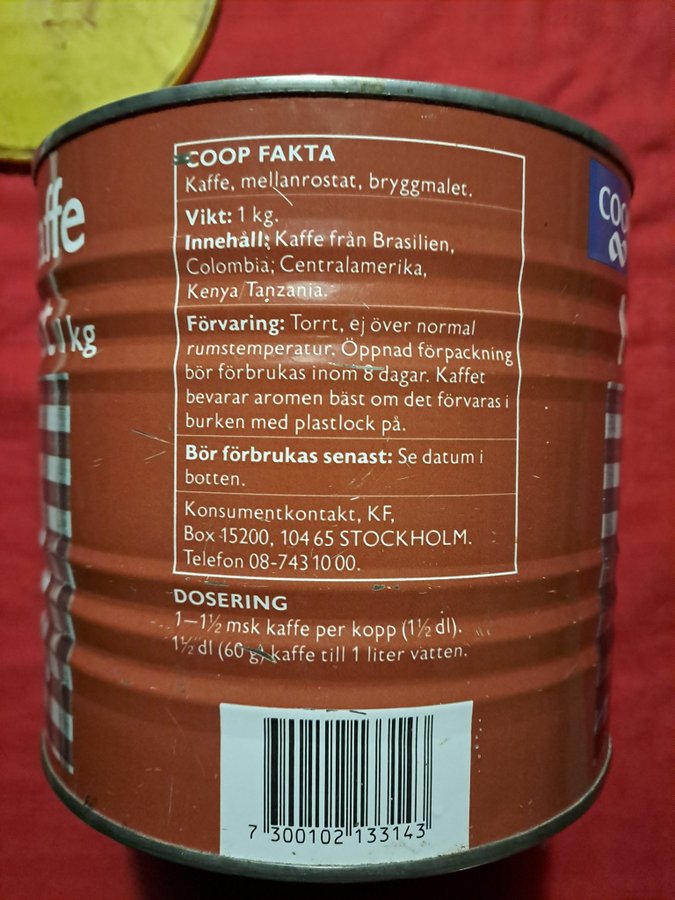 COOP FAKTA
Kaffe, mellanrostat, bryggmalet.
Vikt: 1 kg.
Innehåll: Kaffe från Brasilien,
Colombia; Centralamerika,
Kenya/Tanzania.
Förvaring: Torrt, ej över normal
rumstemperatur. Öppnad förpackning
bör förbrukas inom 8 dagar. Kaffet
bevarar aromen bäst om det förvaras i
burken med plastlock på.
Bör förbrukas senast: Se datum i
botten.
Konsumentkontakt, KF,
Box 15200, 104 65 STOCKHOLM.
Telefon 08-743 10 00.
DOSERING
1–1½ msk kaffe per kopp (1½ dl).
1½ dl (60 g) kaffe till 1 liter vatten.
7 300102 133143
kg